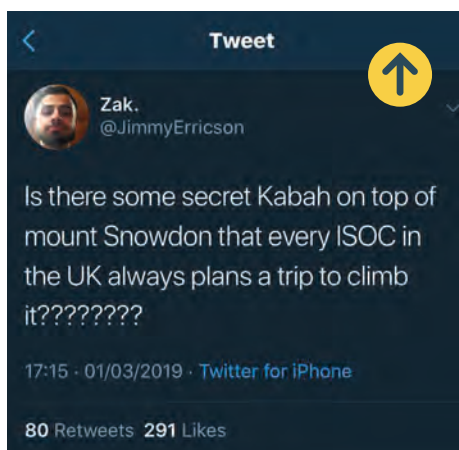 Tweet
Zak.
@JimmyErricson
Is there some secret Kabah on top of
mount Snowdon that every ISOC in
the UK always plans a trip to climb
it????????
17:15 · 01/03/2019 · Twitter for iPhone
80 Retweets 291 Likes